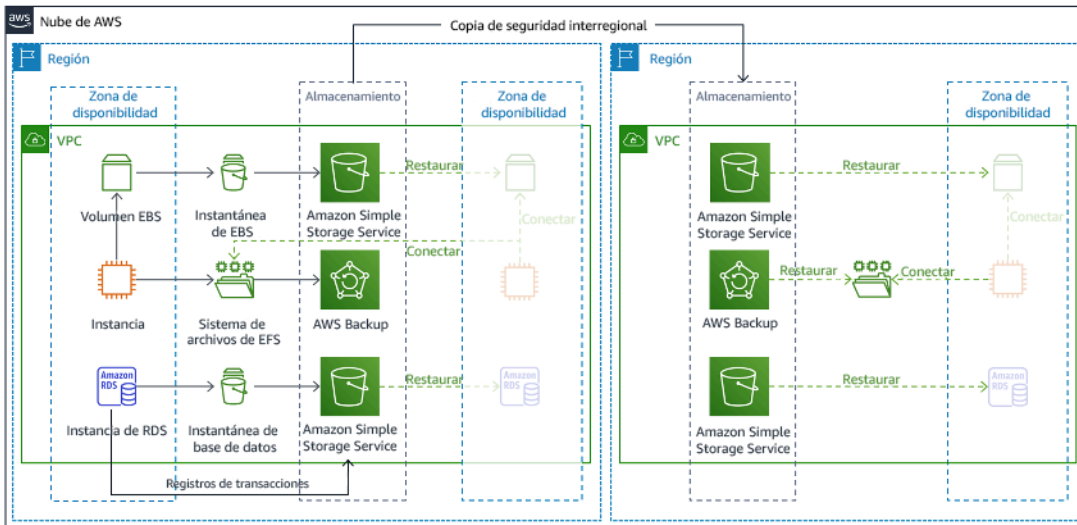 aws
Nube de AWS
Copia de seguridad interregional
Región
Región
Zona de
disponibilidad
Almacenamiento
Zona de
disponibilidad
Almacenamiento
Zona de
disponibilidad
VPC
VPC
Restaurar
Restaurar
Volumen EBS
Instantánea
de EBS
Amazon Simple
Storage Service
Conectar
Amazon Simple
Storage Service
Conectar
Conectar
Restaurar
Conectar
Instancia
Sistema de
archivos de EFS
AWS Backup
AWS Backup
Amazon
RDS
Restaurar
Amazon
RDS
Restaurar
Amazon
RDS
Instancia de RDS
Instantánea de
base de datos
Amazon Simple
Storage Service
Amazon Simple
Storage Service
Registros de transacciones